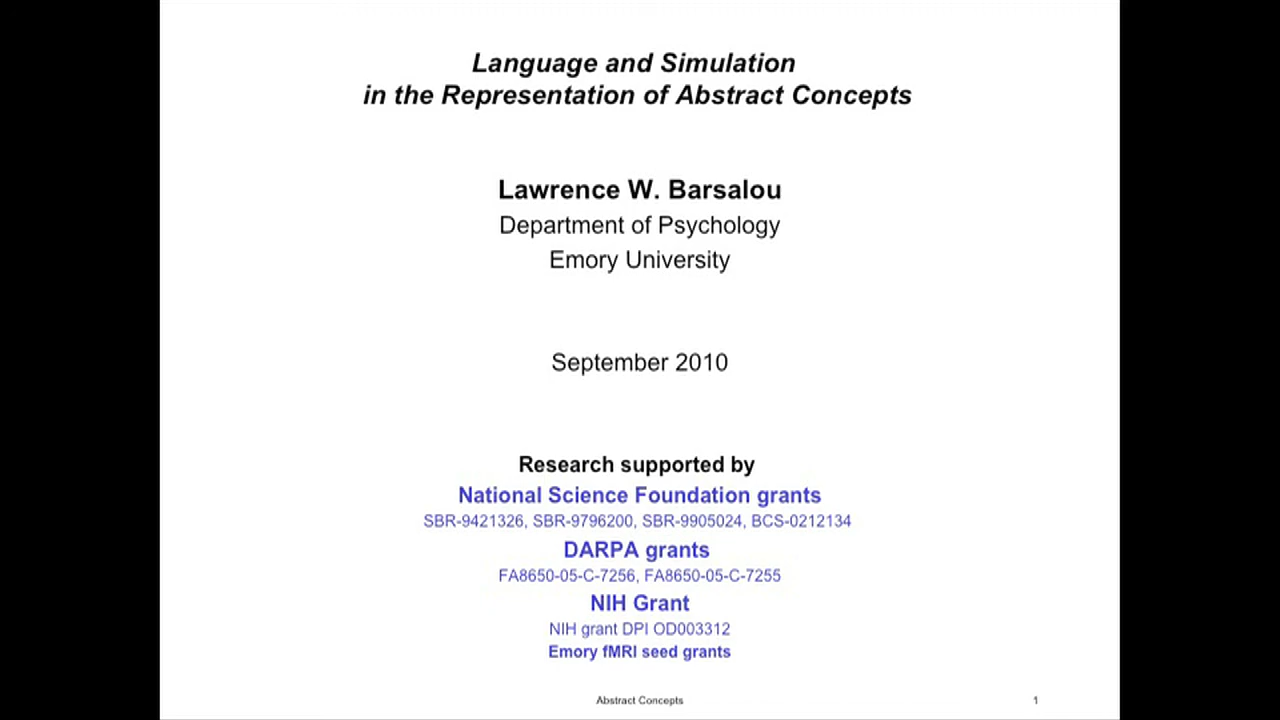 Language and Simulation
in the Representation of Abstract Concepts
Lawrence W. Barsalou
Department of Psychology
Emory University
September 2010
Research supported by
National Science Foundation grants
SBR-9421326, SBR-9796200, SBR-9905024, BCS-0212134
DARPA grants
FA8650-05-C-7256, FA8650-05-C-7255
NIH Grant
NIH grant DPI OD003312
Emory fMRI seed grants
Abstract Concepts 1